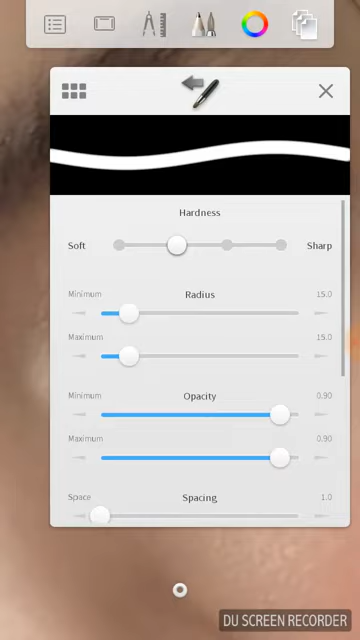 Hardness
Soft Sharp
Minimum Radius 15.0
Maximum 15.0
Minimum Opacity 0.90
Maximum 0.90
Space Spacing 1.0
DU SCREEN RECORDER